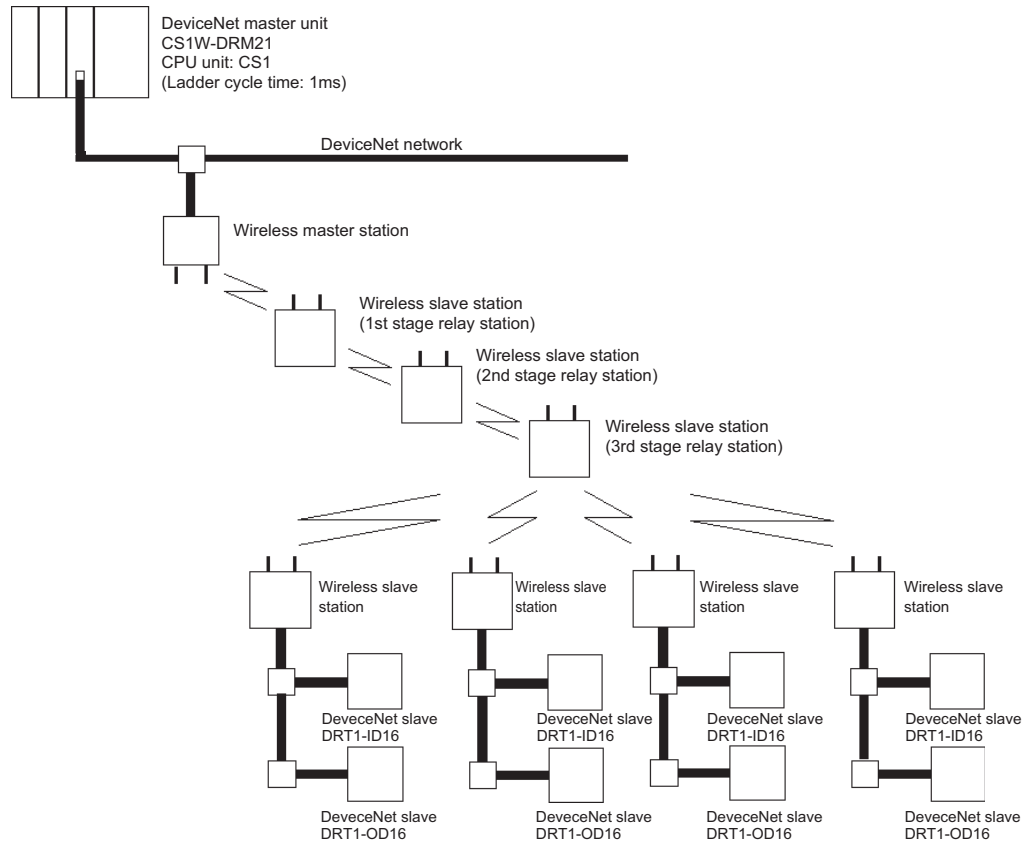 DeviceNet master unit
CS1W-DRM21
CPU unit: CS1
(Ladder cycle time: 1ms)
DeviceNet network
Wireless master station
Wireless slave station
(1st stage relay station)
Wireless slave station
(2nd stage relay station)
Wireless slave station
(3rd stage relay station)
Wireless slave
station
Wireless slave
station
Wireless slave
station
Wireless slave
station
DeveceNet slave
DRT1-ID16
DeveceNet slave
DRT1-ID16
DeveceNet slave
DRT1-ID16
DeveceNet slave
DRT1-ID16
DeveceNet slave
DRT1-OD16
DeveceNet slave
DRT1-OD16
DeveceNet slave
DRT1-OD16
DeveceNet slave
DRT1-OD16